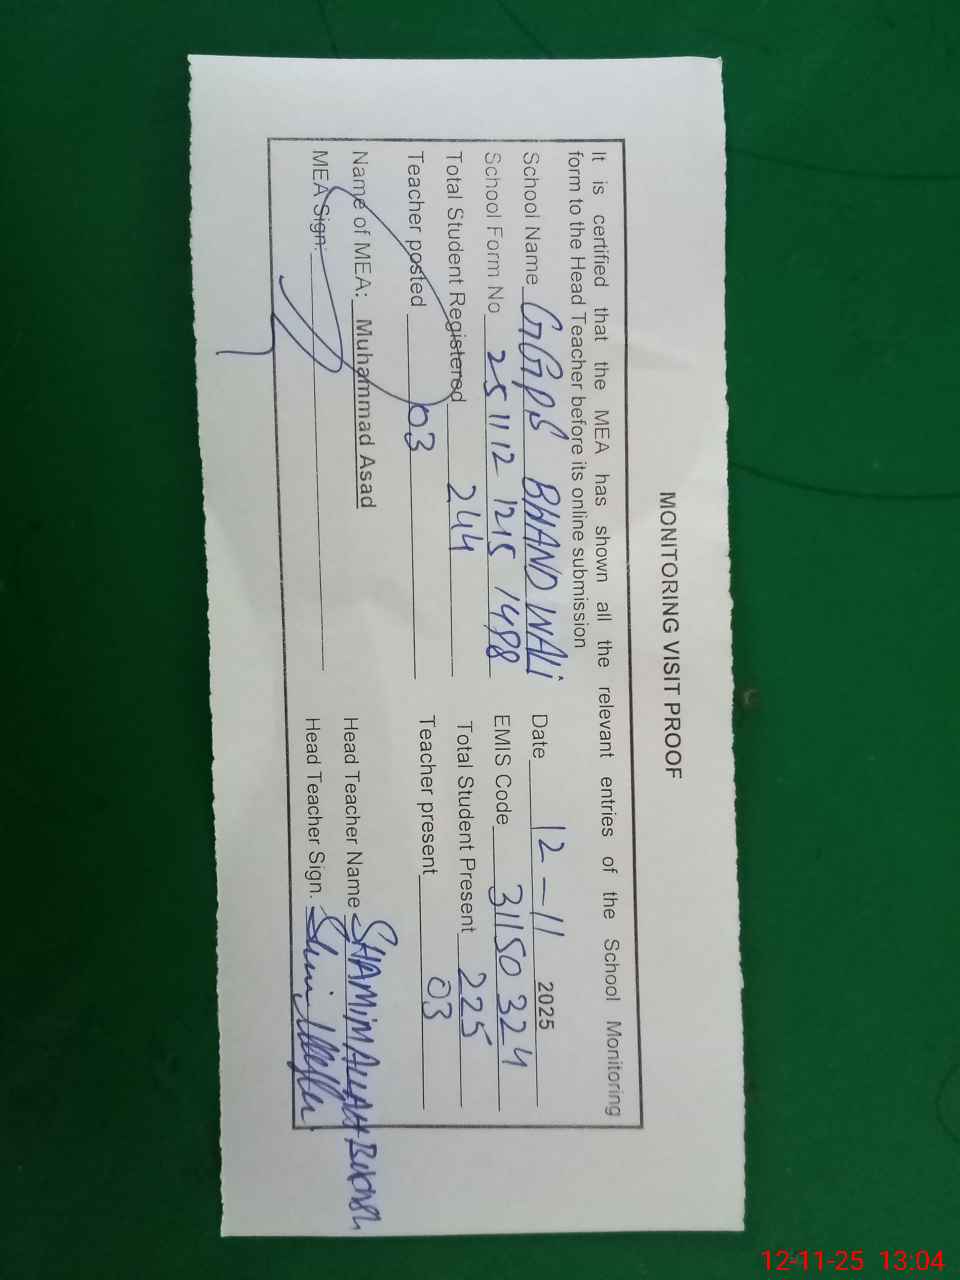 MONITORING VISIT PROOF
It is certified that the MEA has shown all the relevant entries of the School Monitoring
form to the Head Teacher before its online submission
School Name GGPS BHAND WALI Date 12-11 2025
School Form No 251112 1215 1488 EMIS Code 31150324
Total Student Registered 244 Total Student Present 225
Teacher posted 03 Teacher present 03
Name of MEA: Muhammad Asad Head Teacher Name SHAMIM ALLAH BUKHSH
MEA Sign: Head Teacher Sign.
12-11-25 13:04